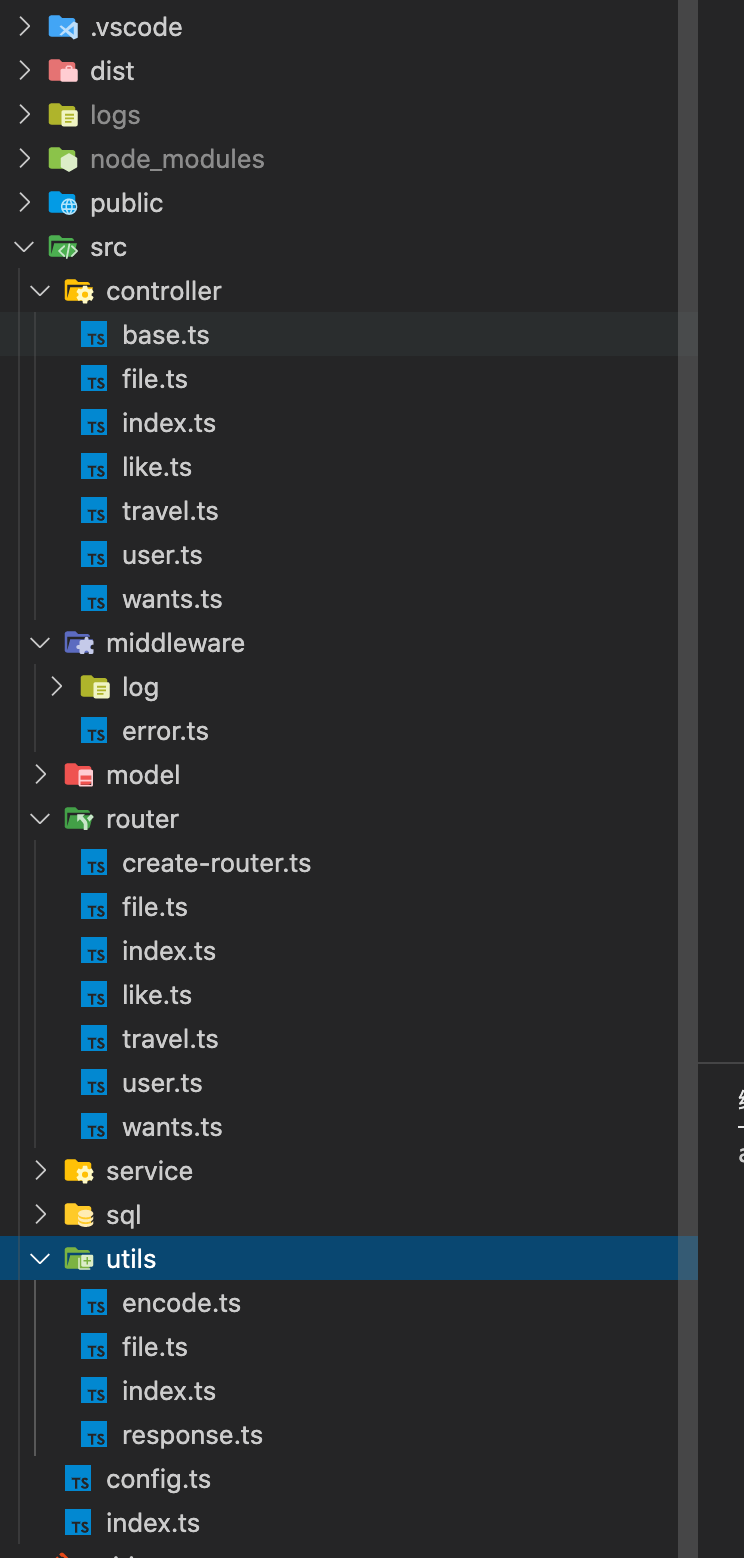 .vscode
dist
logs
node_modules
public
src
controller
TS base.ts
TS file.ts
TS index.ts
TS like.ts
TS travel.ts
TS user.ts
TS wants.ts
middleware
log
TS error.ts
model
router
TS create-router.ts
TS file.ts
TS index.ts
TS like.ts
TS travel.ts
TS user.ts
TS wants.ts
service
sql
utils
TS encode.ts
TS file.ts
TS index.ts
TS response.ts
TS config.ts
TS index.ts